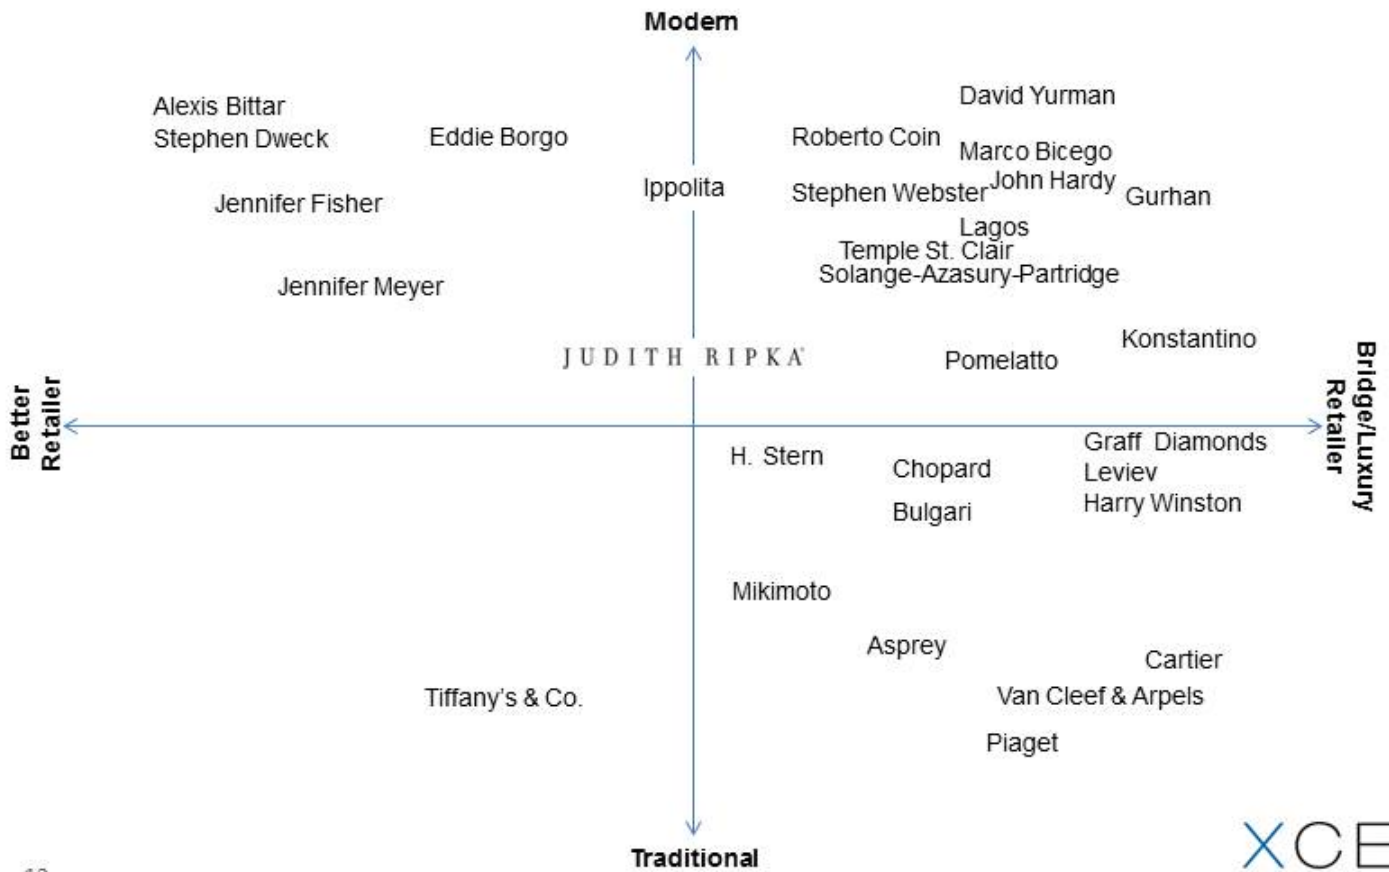 Modern
David Yurman
Alexis Bittar
Stephen Dweck
Eddie Borgo
Roberto Coin
Marco Bicego
John Hardy
Ippolita
Stephen Webster
Gurhan
Jennifer Fisher
Lagos
Temple St. Clair
Solange-Azasury-Partridge
Jennifer Meyer
Konstantino
JUDITH RIPKA
Pomelatto
Better
Retailer
Bridge/Luxury
Retailer
H. Stern
Graff Diamonds
Chopard
Leviev
Harry Winston
Bulgari
Mikimoto
Asprey
Cartier
Tiffany's & Co.
Van Cleef & Arpels
Piaget
Traditional
XCE